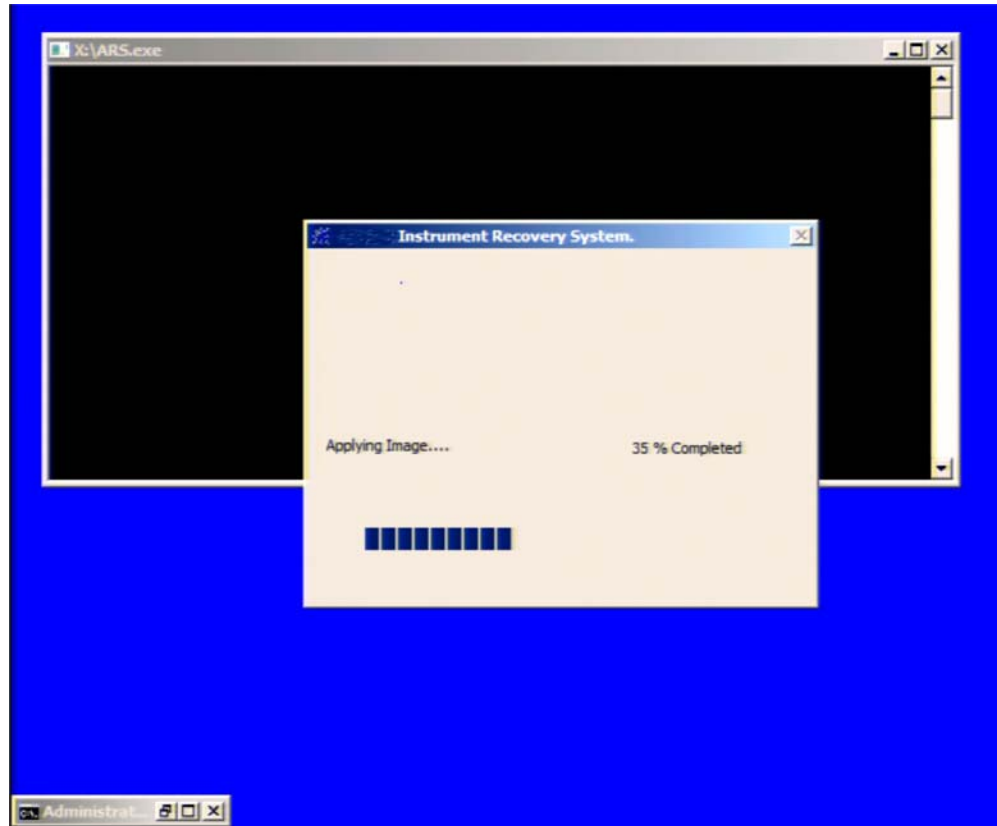 X:\ARS.exe
Instrument Recovery System.
Applying Image....
35 % Completed
Administrat...